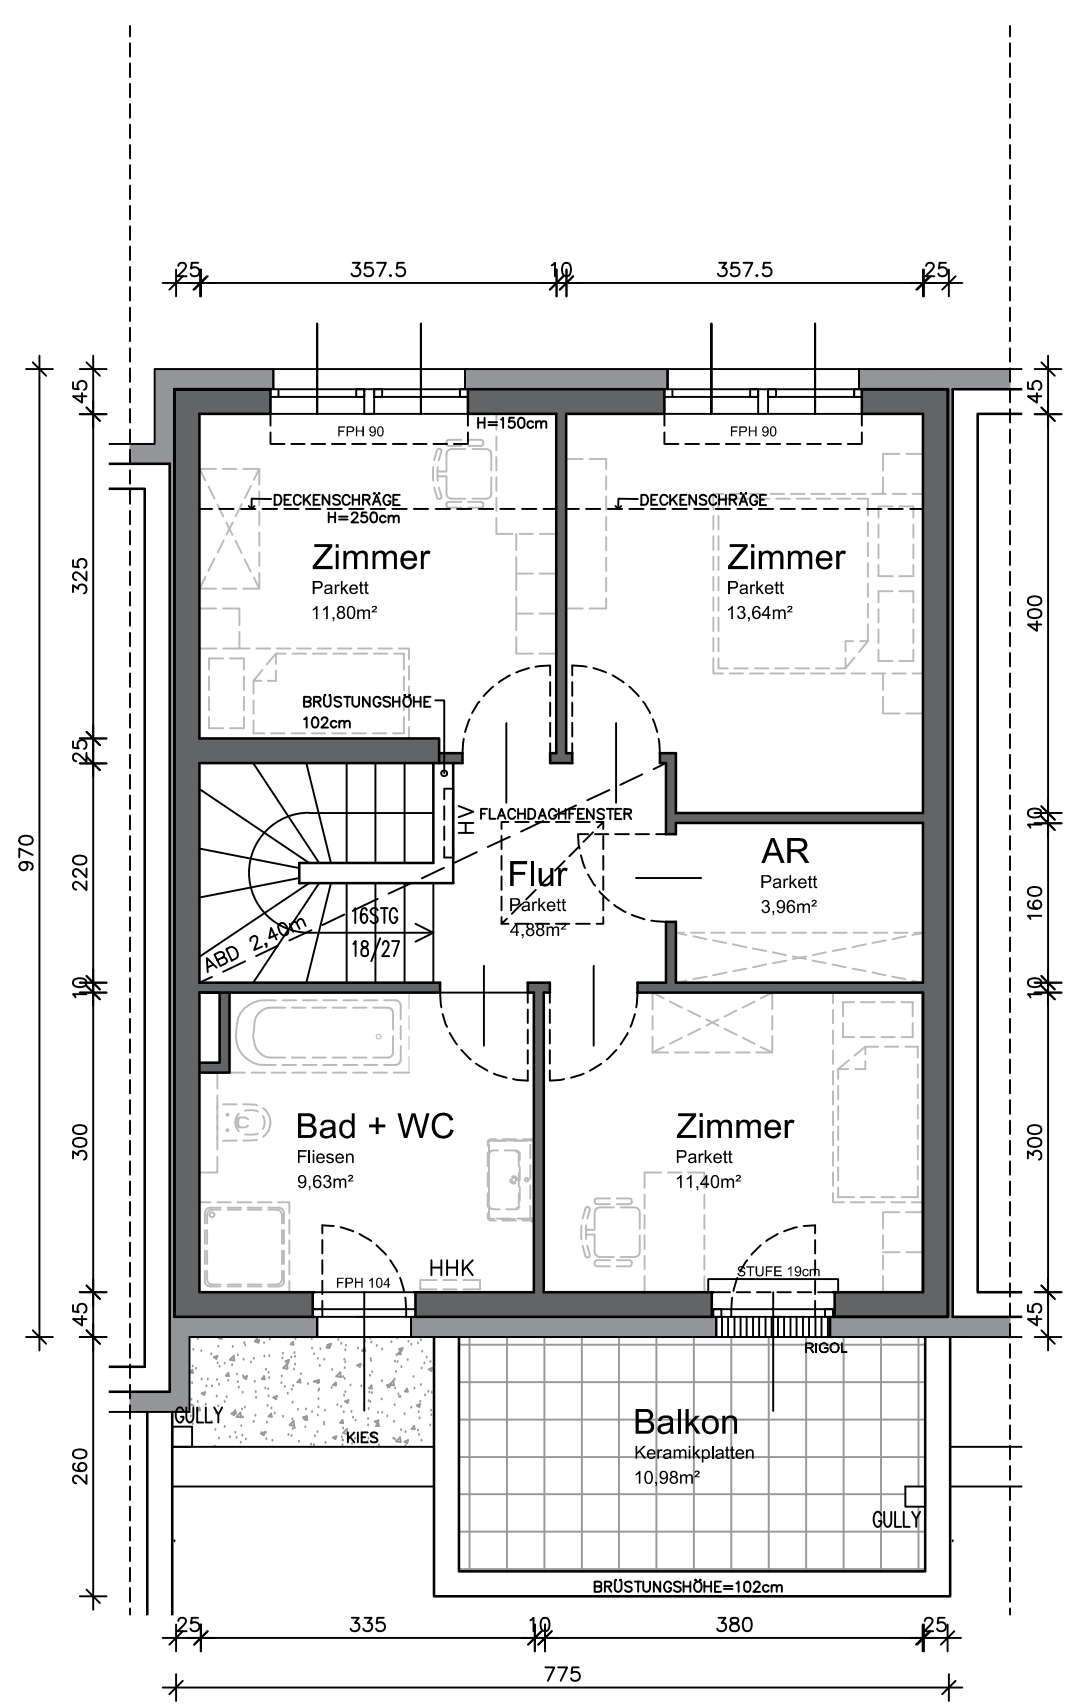 25 357.5 10 357.5 25
45
45
FPH 90
H=150cm
FPH 90
DECKENSCHRÄGE
H=250cm
DECKENSCHRÄGE
Zimmer
Parkett
11,80m²
Zimmer
Parkett
13,64m²
325
400
BRÜSTUNGSHÖHE
102cm
25
HV
FLACHDACHFENSTER
10
970
220
Flur
Parkett
4,88m²
AR
Parkett
3,96m²
160
16STG
18/27
ABD 2,40m
10
10
Bad + WC
Fliesen
9,63m²
Zimmer
Parkett
11,40m²
300
300
HHK
FPH 104
STUFE 19cm
45
45
RIGOL
GULLY
KIES
Balkon
Keramikplatten
10,98m²
260
GULLY
BRÜSTUNGSHÖHE=102cm
25 335 10 380 25
775